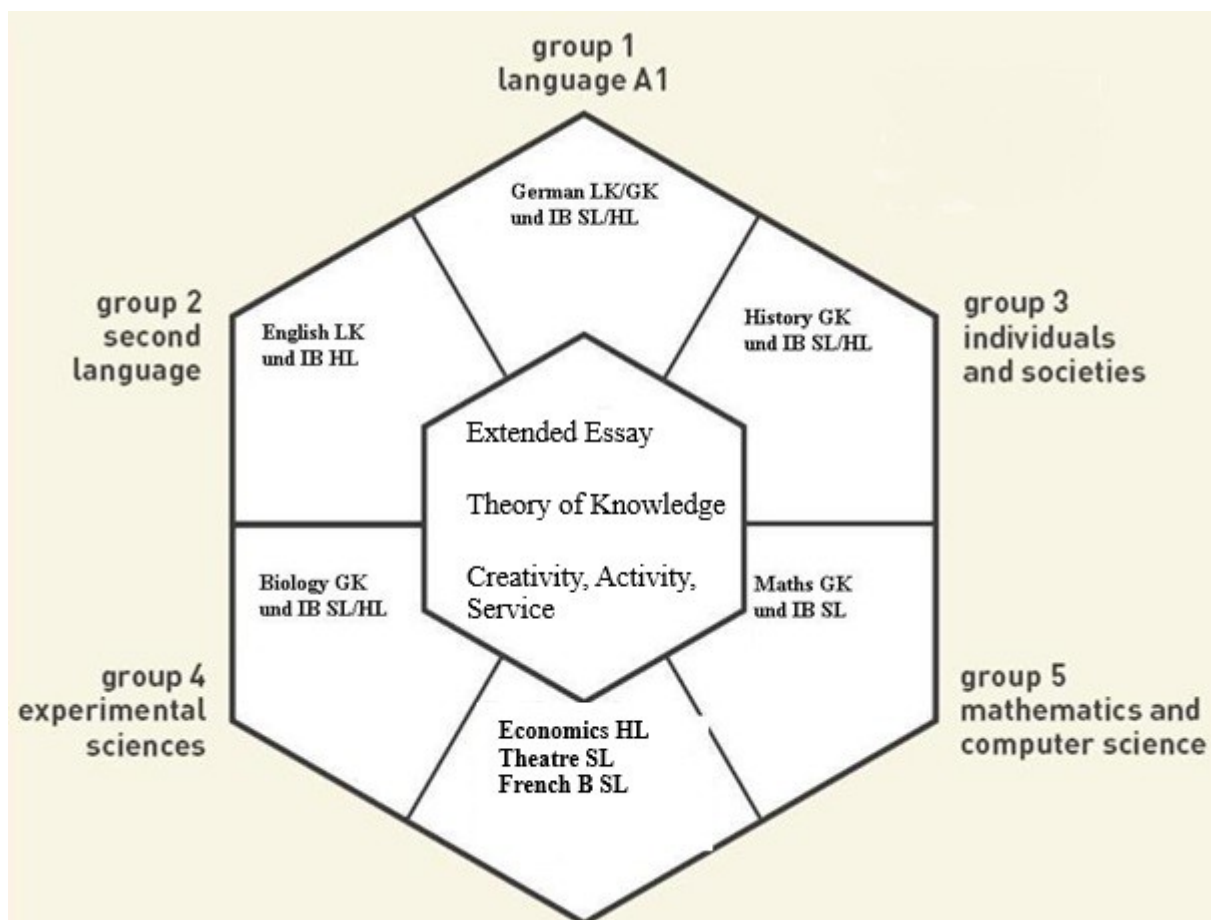 group 1
language A1
German LK/GK
und IB SL/HL
group 2
second
language
English LK
und IB HL
History GK
und IB SL/HL
group 3
individuals
and societies
Extended Essay
Theory of Knowledge
Creativity, Activity,
Service
Biology GK
und IB SL/HL
Maths GK
und IB SL
group 4
experimental
sciences
Economics HL
Theatre SL
French B SL
group 5
mathematics and
computer science